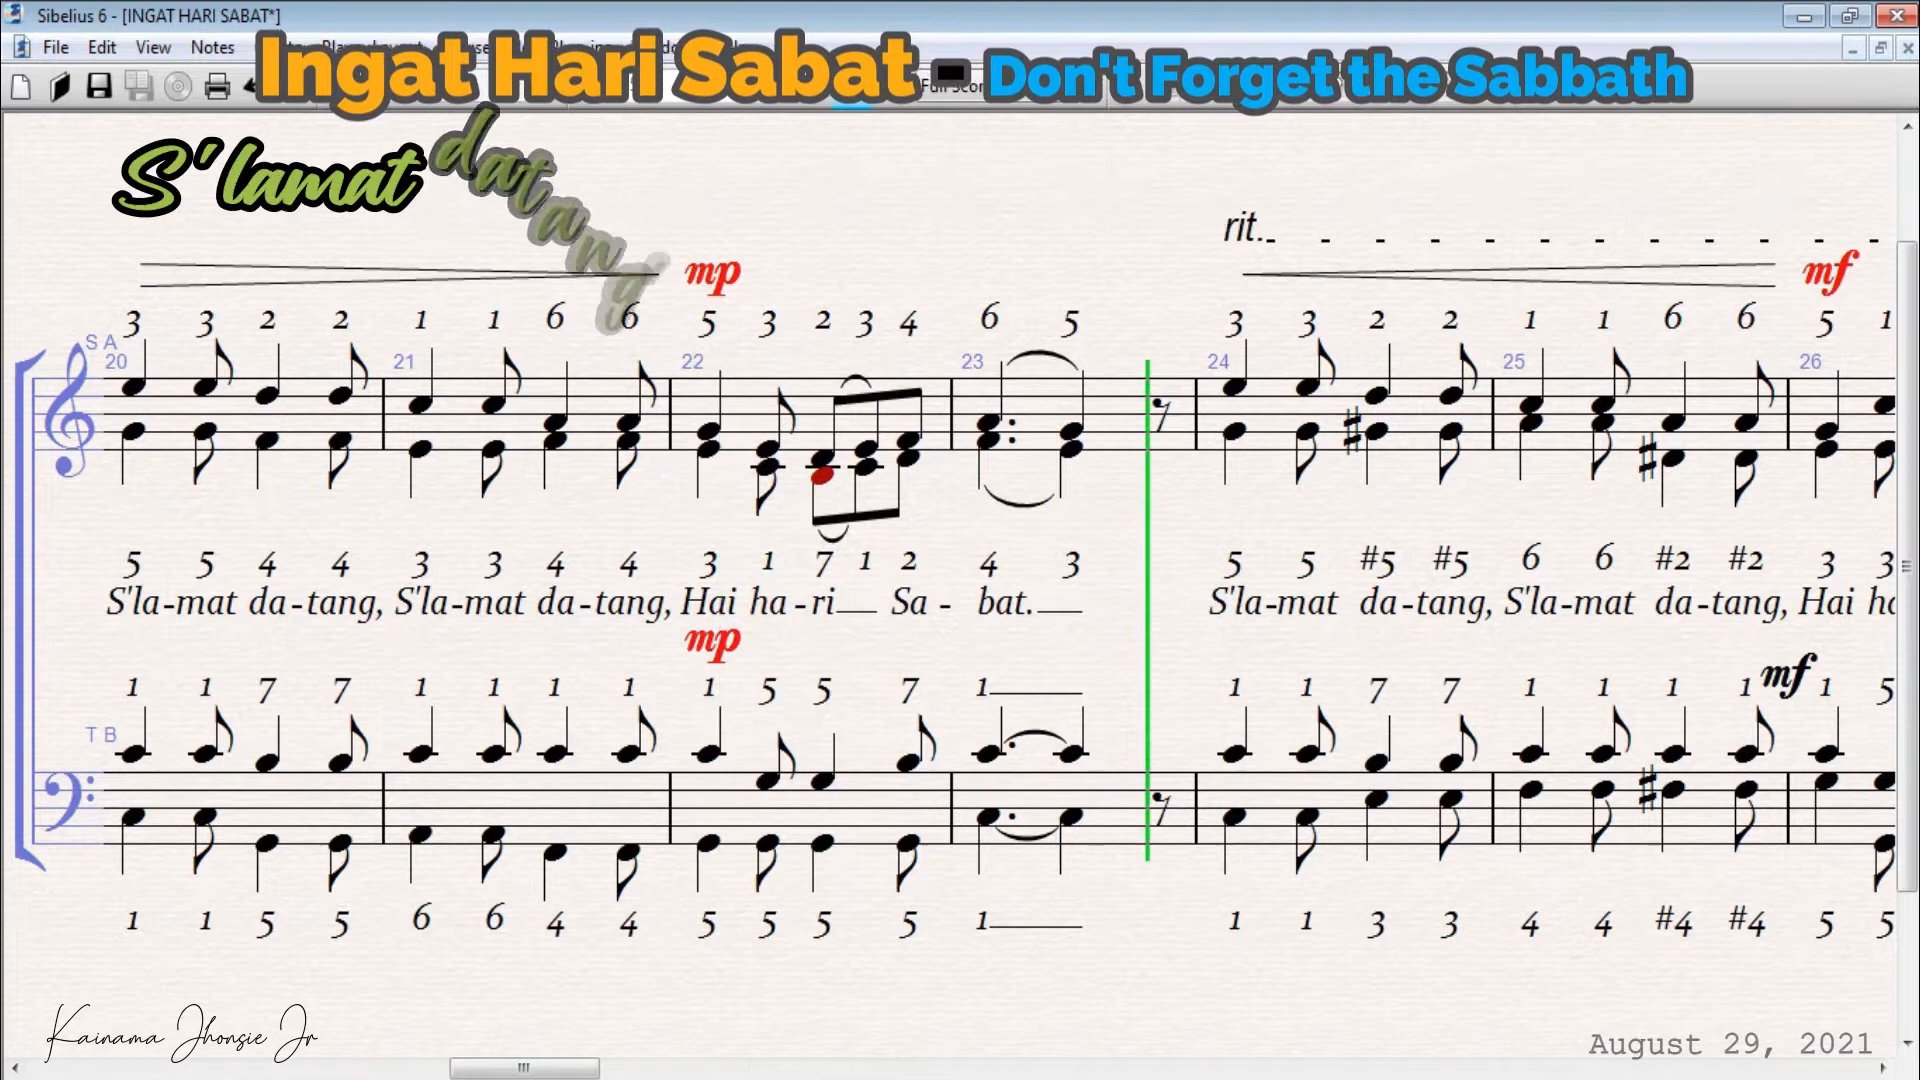 Sibelius 6 - [INGAT HARI SABAT*]
File Edit View Notes
Ingat Hari Sabat - Don't Forget the Sabbath
S'lamat datang
rit.
mp mf
3 3 2 2 1 1 6 6 5 3 2 3 4 6 5 3 3 2 2 1 1 6 6 5 1
S A
20 21 22 23 24 25 26
5 5 4 4 3 3 4 4 3 1 7 1 2 4 3 5 5 #5 #5 6 6 #2 #2 3 3
S'la-mat da-tang, S'la-mat da-tang, Hai ha-ri Sa- bat. S'la-mat da-tang, S'la-mat da-tang, Hai
mp mf
1 1 7 7 1 1 1 1 1 5 5 7 1 1 1 7 7 1 1 1 1 1 5
T B
1 1 5 5 6 6 4 4 5 5 5 5 1 1 1 3 3 4 4 #4 #4 5 5
Kainama Jhonsie Jr
August 29, 2021